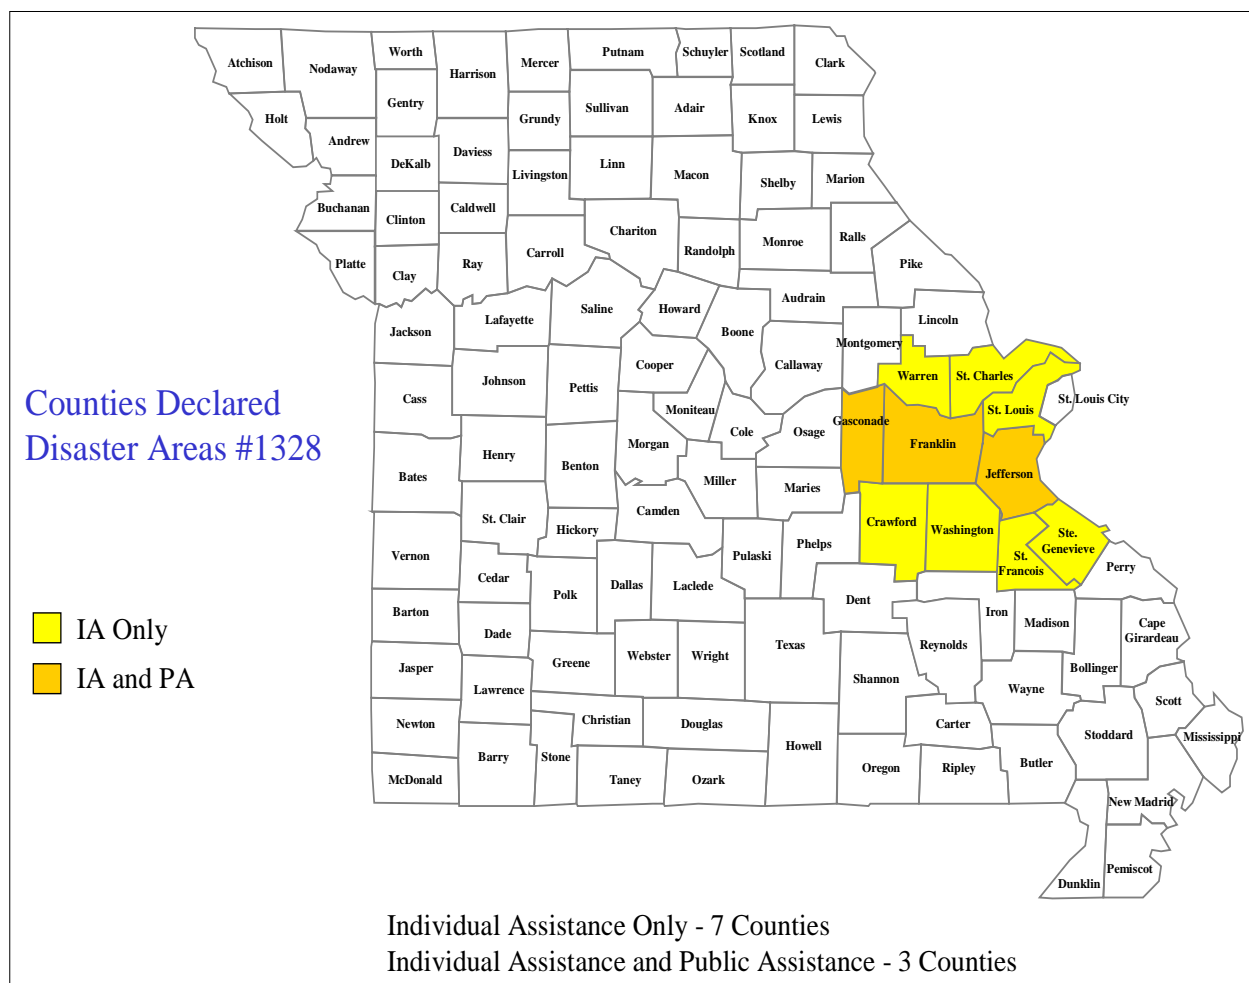 Worth
Putnam
Schuyler
Scotland
Atchison
Nodaway
Harrison
Mercer
Clark
Gentry
Sullivan
Adair
Holt
Grundy
Knox
Lewis
Andrew
Daviess
DeKalb
Linn
Livingston
Macon
Shelby
Marion
Buchanan
Clinton
Caldwell
Chariton
Monroe
Ralls
Randolph
Carroll
Platte
Clay
Ray
Pike
Audrain
Saline
Howard
Lafayette
Lincoln
Jackson
Boone
Montgomery
Cooper
Callaway
Warren
St. Charles
Johnson
Pettis
Cass
St. Louis City
St. Louis
Moniteau
Gasconade
Counties Declared
Disaster Areas #1328
Cole
Osage
Franklin
Morgan
Henry
Benton
Jefferson
Bates
Miller
Maries
Camden
St. Clair
Crawford
Washington
Hickory
Ste.
Genevieve
Vernon
Pulaski
Phelps
St.
Francois
Perry
Cedar
Polk
Dallas
Laclede
Dent
Barton
IA Only
Dade
Iron
Madison
Cape
Girardeau
Texas
Reynolds
Jasper
Greene
Webster
Wright
Bollinger
IA and PA
Shannon
Lawrence
Wayne
Scott
Newton
Christian
Douglas
Carter
Stoddard
Mississippi
Howell
Barry
Stone
Butler
McDonald
Taney
Ozark
Oregon
Ripley
New Madrid
Pemiscot
Dunklin
Individual Assistance Only - 7 Counties
Individual Assistance and Public Assistance - 3 Counties